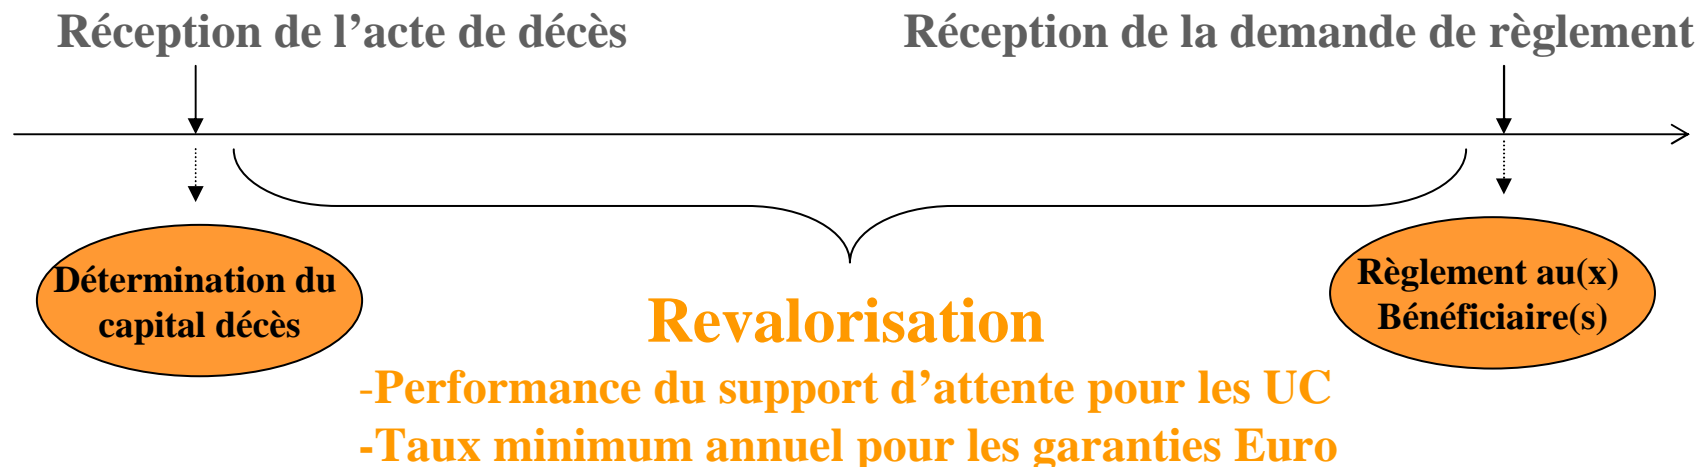 Réception de l’acte de décès
Réception de la demande de règlement
Détermination du
capital décès
Règlement au(x)
Bénéficiaire(s)
Revalorisation
-Performance du support d’attente pour les UC
-Taux minimum annuel pour les garanties Euro